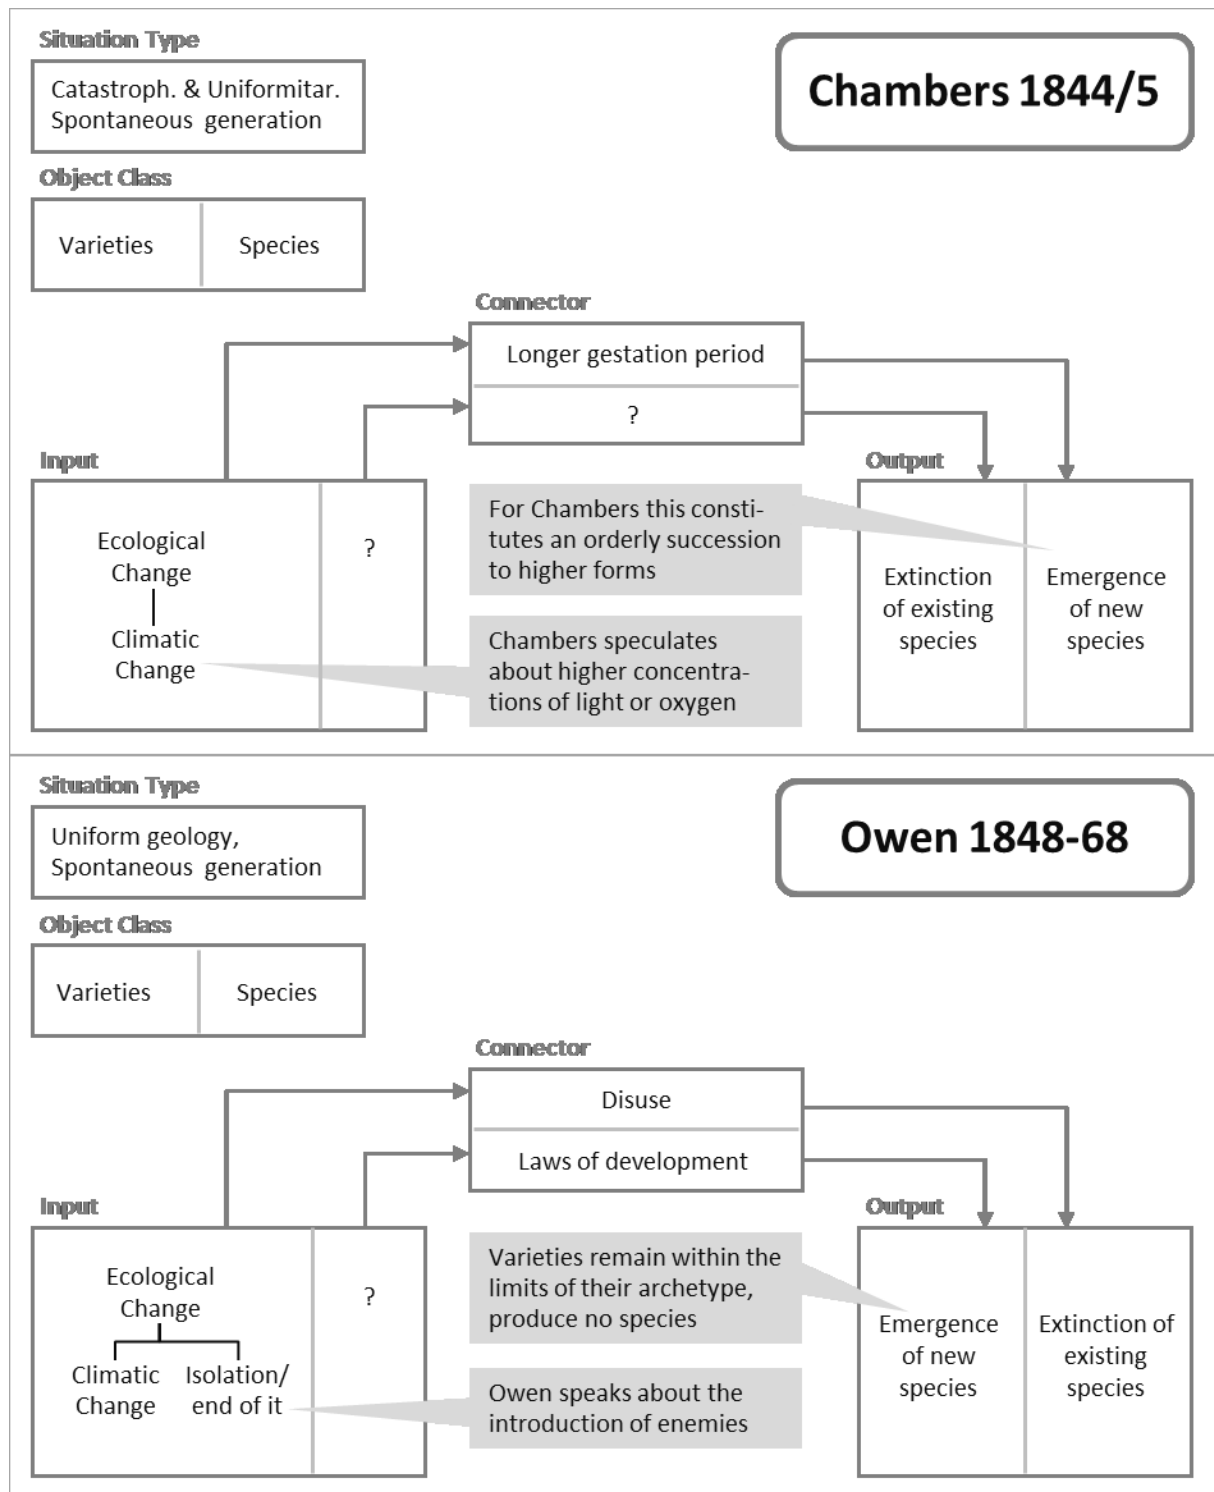 Situation Type
Chambers 1844/5
Catastroph. & Uniformitar.
Spontaneous generation
Object Class
Varieties
Species
Connector
Longer gestation period
?
Input
Output
Ecological
Change
?
Climatic
Change
For Chambers this consti-
tutes an orderly succession
to higher forms
Chambers speculates
about higher concentra-
tions of light or oxygen
Extinction
of existing
species
Emergence
of new
species
Situation Type
Owen 1848-68
Uniform geology,
Spontaneous generation
Object Class
Varieties
Species
Connector
Disuse
Laws of development
Input
Output
Ecological
Change
?
Climatic
Change
Isolation/
end of it
Varieties remain within the
limits of their archetype,
produce no species
Owen speaks about the
introduction of enemies
Emergence
of new
species
Extinction of
existing
species